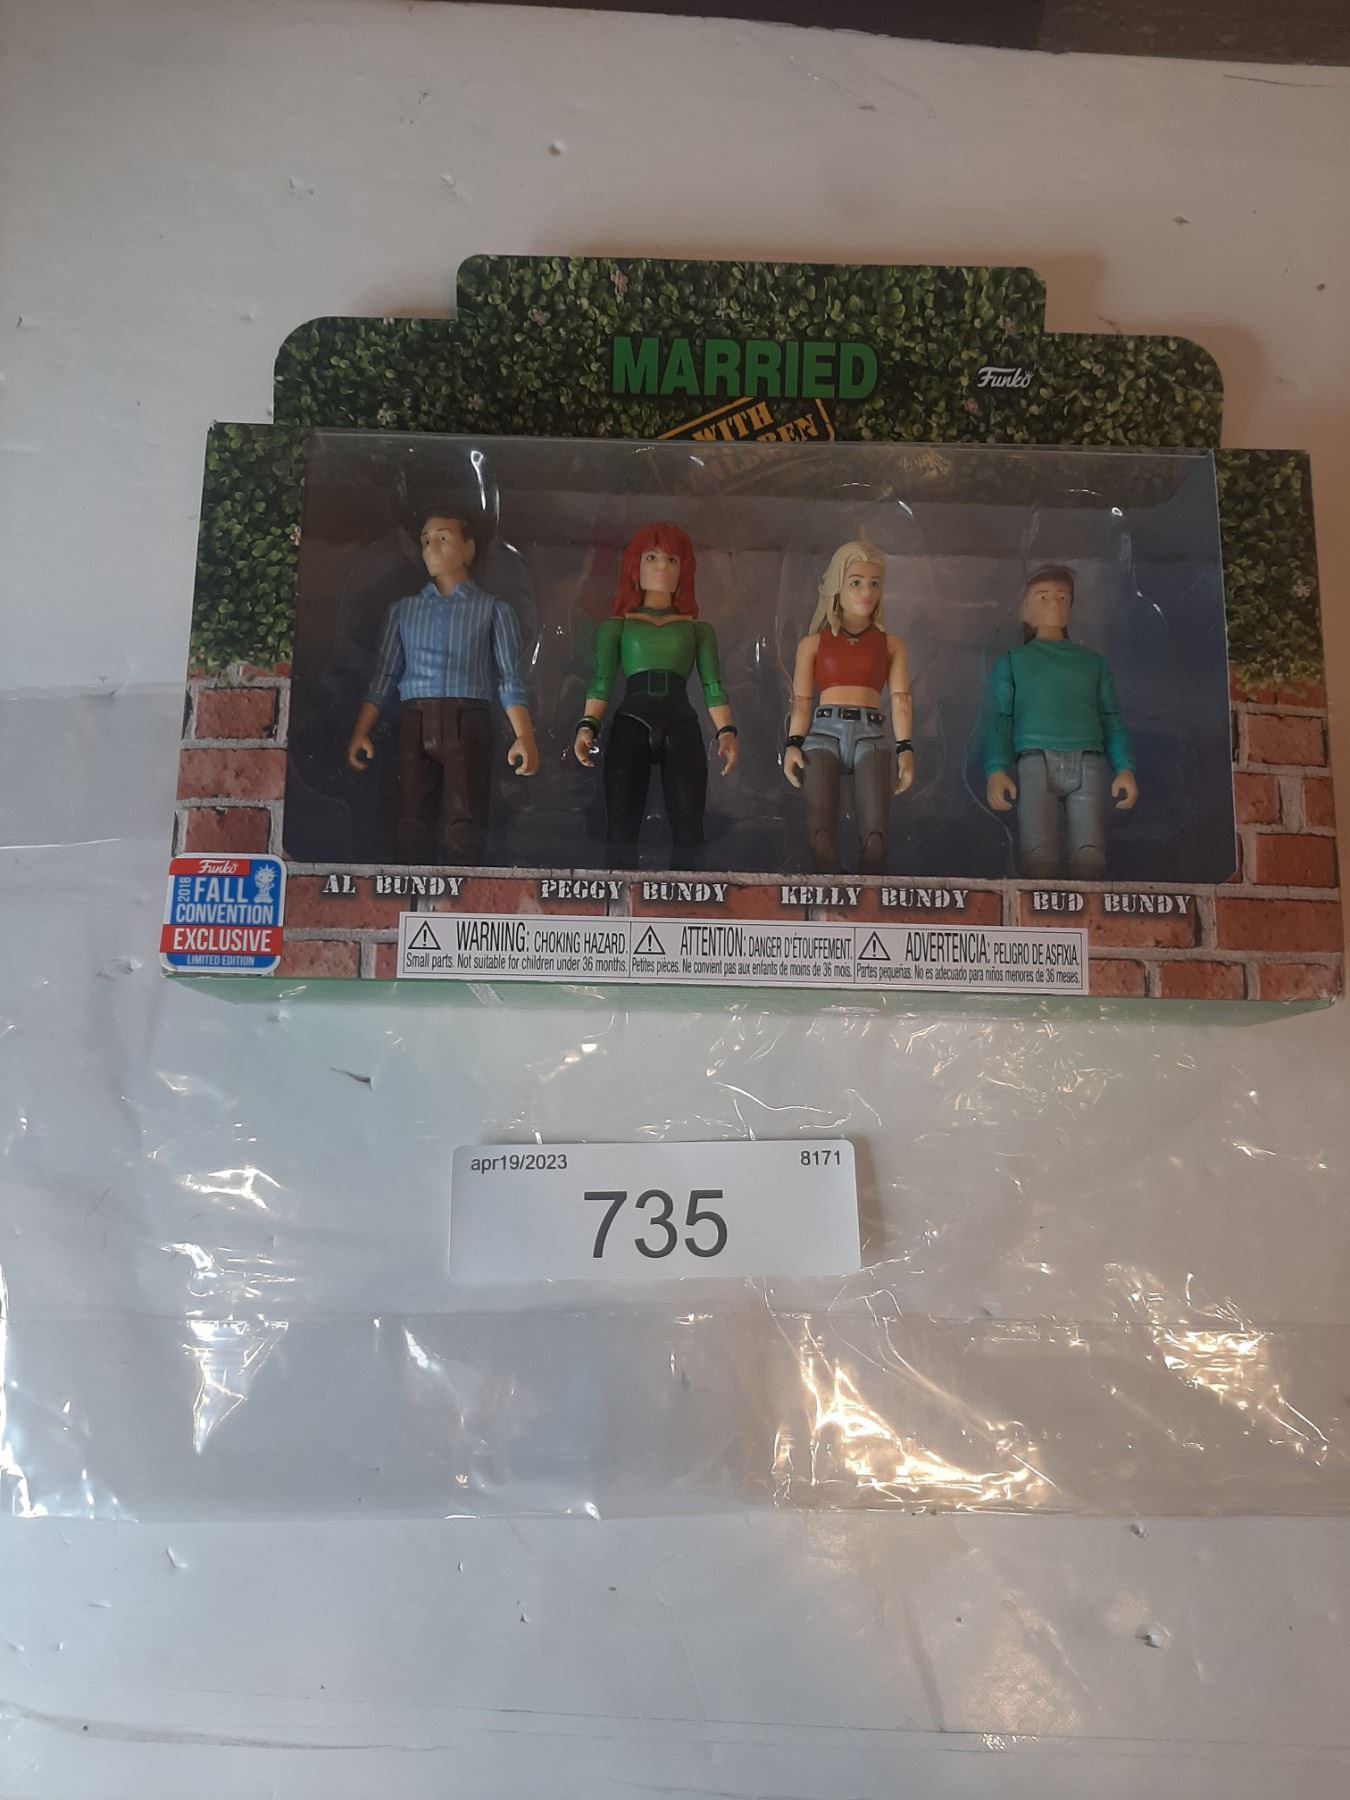 MARRIED
Funko
WITH
AL BUNDY
PEGGY BUNDY
KELLY BUNDY
BUD BUNDY
Funko
2018
FALL
CONVENTION
EXCLUSIVE
LIMITED EDITION
WARNING: CHOKING HAZARD.
Small parts. Not suitable for children under 36 months.
ATTENTION: DANGER D'ÉTOUFFEMENT.
Petites pièces. Ne convient pas aux enfants de moins de 36 mois.
ADVERTENCIA: PELIGRO DE ASFIXIA.
Partes pequeñas. No es adecuado para niños menores de 36 meses.
apr19/2023
8171
735